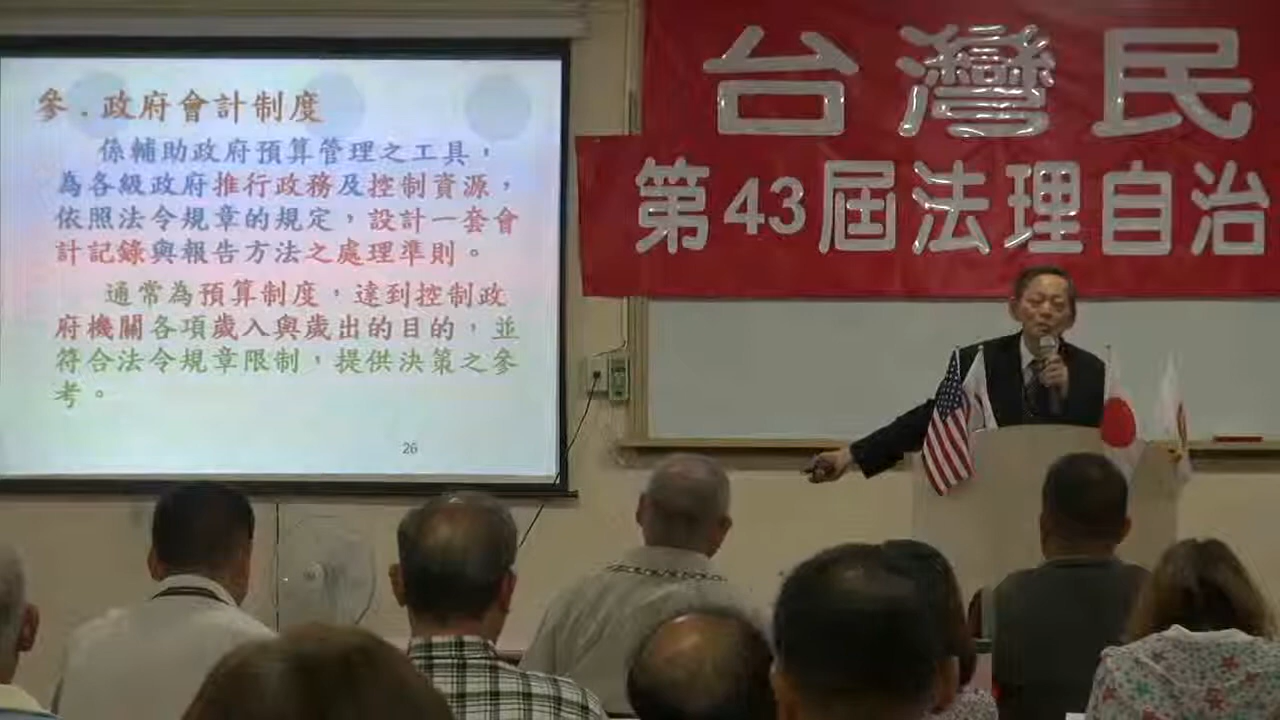 參.政府會計制度
係輔助政府預算管理之工具，
為各級政府推行政務及控制資源，
依照法令規章的規定，設計一套會
計記錄與報告方法之處理準則。
通常為預算制度，達到控制政
府機關各項歲入與歲出的目的，並
符合法令規章限制，提供決策之參
考。
26
台灣民
第43屆法理自治